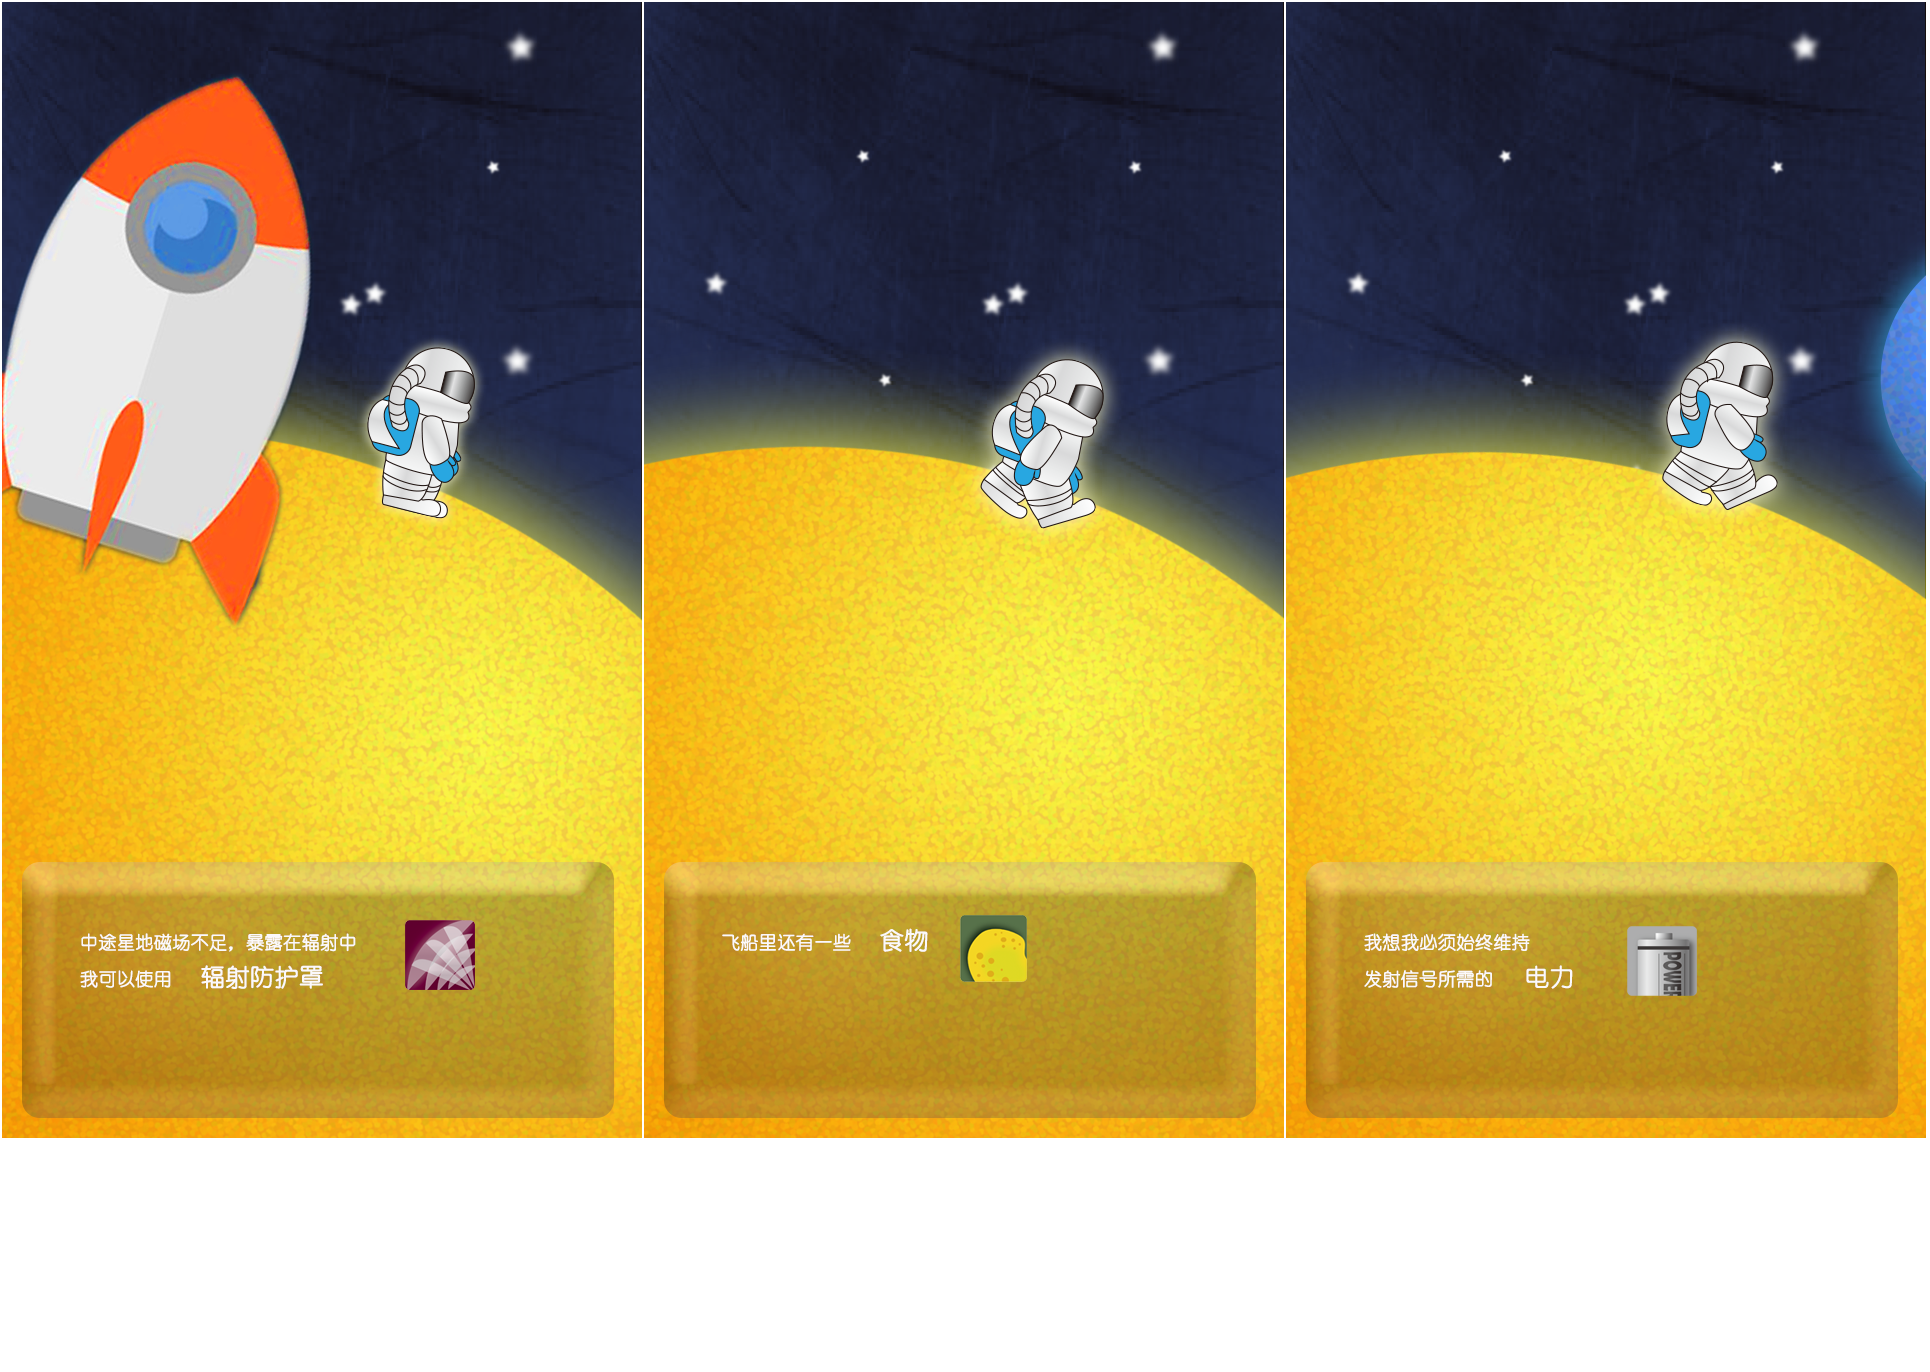 中途星地磁场不足，暴露在辐射中
我可以使用 辐射防护罩
飞船里还有一些 食物
我想我必须始终维持
发射信号所需的 电力
POWER